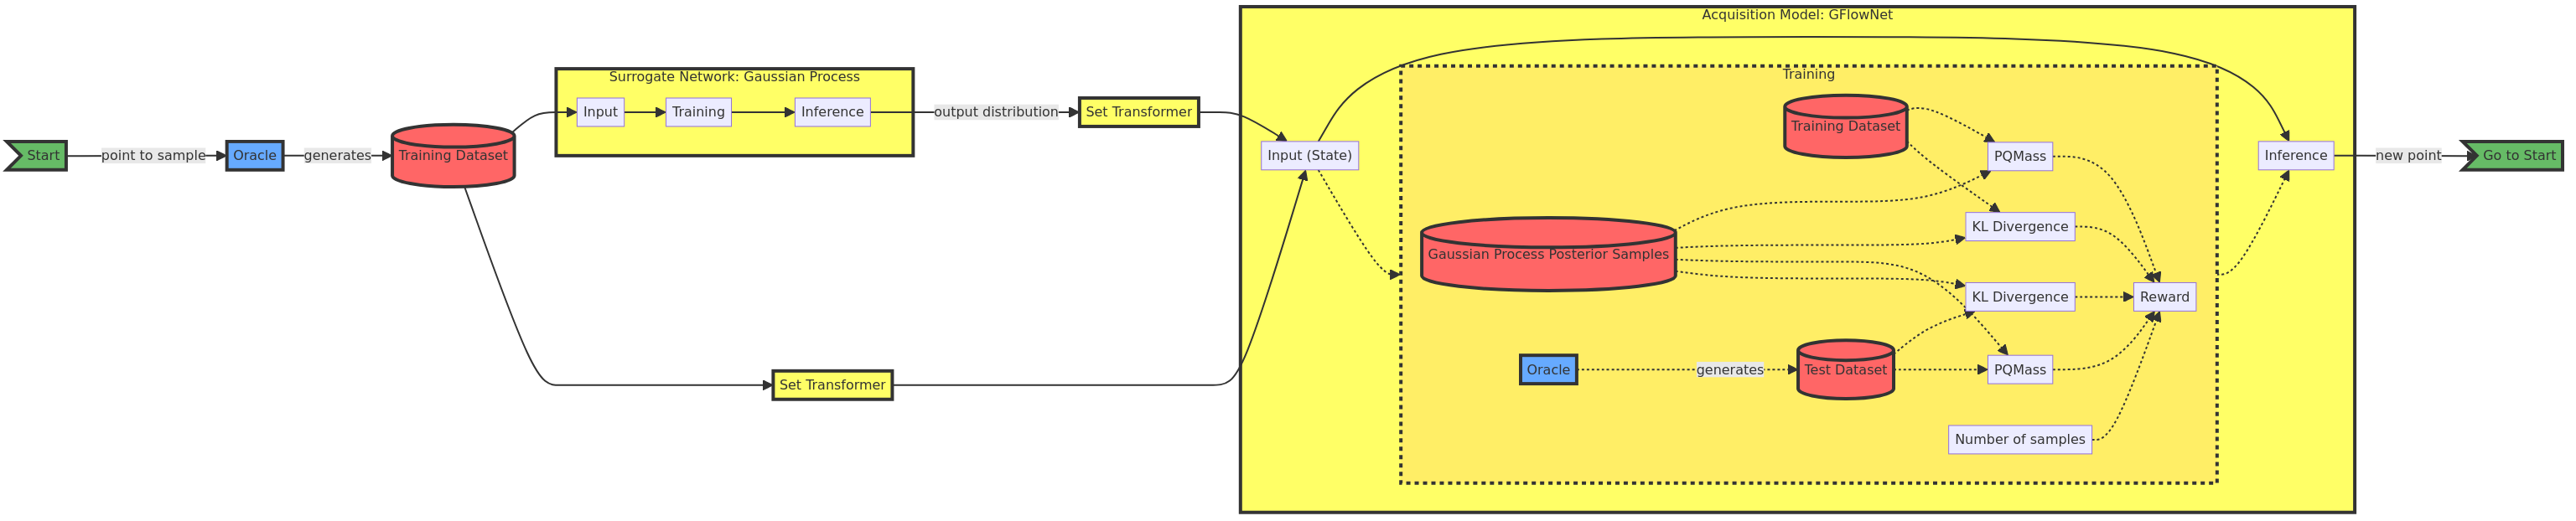 Acquisition Model: GFlowNet
Surrogate Network: Gaussian Process
Training
Input
Training
Inference
output distribution
Set Transformer
Training Dataset
Start
point to sample
Oracle
generates
Training Dataset
Input (State)
PQMass
Inference
new point
Go to Start
KL Divergence
Gaussian Process Posterior Samples
KL Divergence
Reward
Oracle
generates
Test Dataset
PQMass
Set Transformer
Number of samples